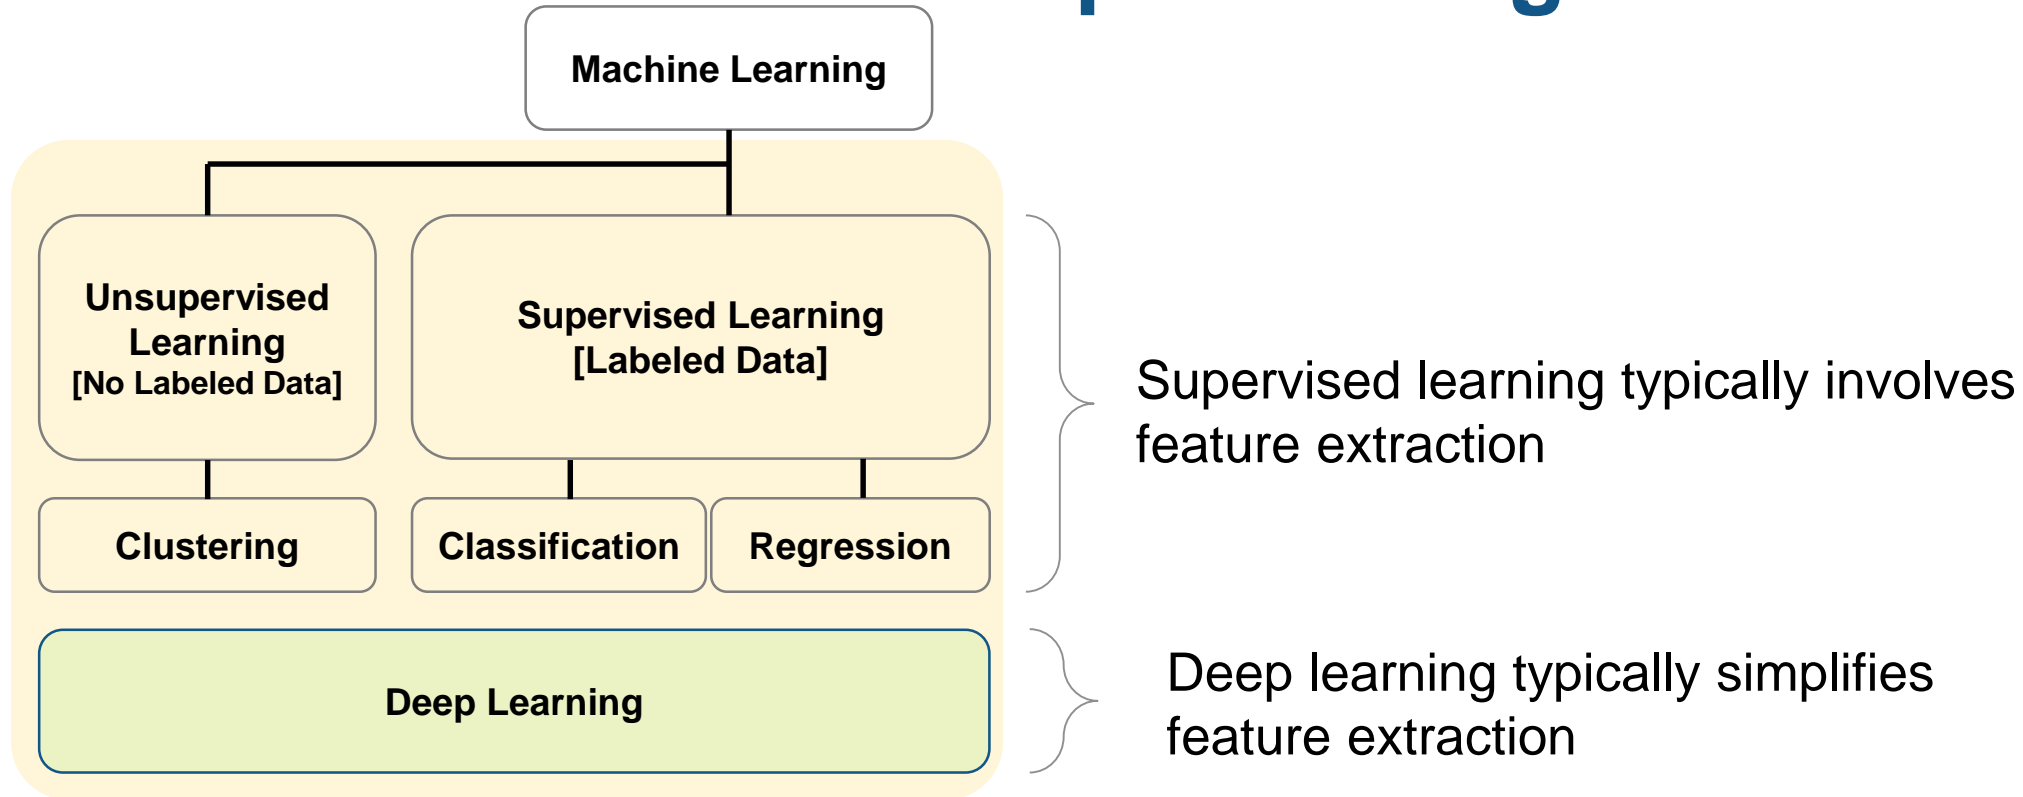 Machine Learning
Unsupervised
Learning
[No Labeled Data]
Supervised Learning
[Labeled Data]
Supervised learning typically involves
feature extraction
Clustering
Classification
Regression
Deep Learning
Deep learning typically simplifies
feature extraction